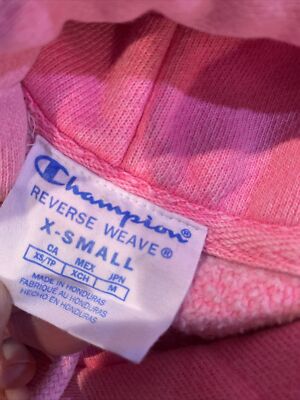 Champion
REVERSE WEAVE®
X-SMALL
CA MEX JPN
XS/TP XCH M
MADE IN HONDURAS
FABRIQUÉ AU HONDURAS
HECHO EN HONDURAS